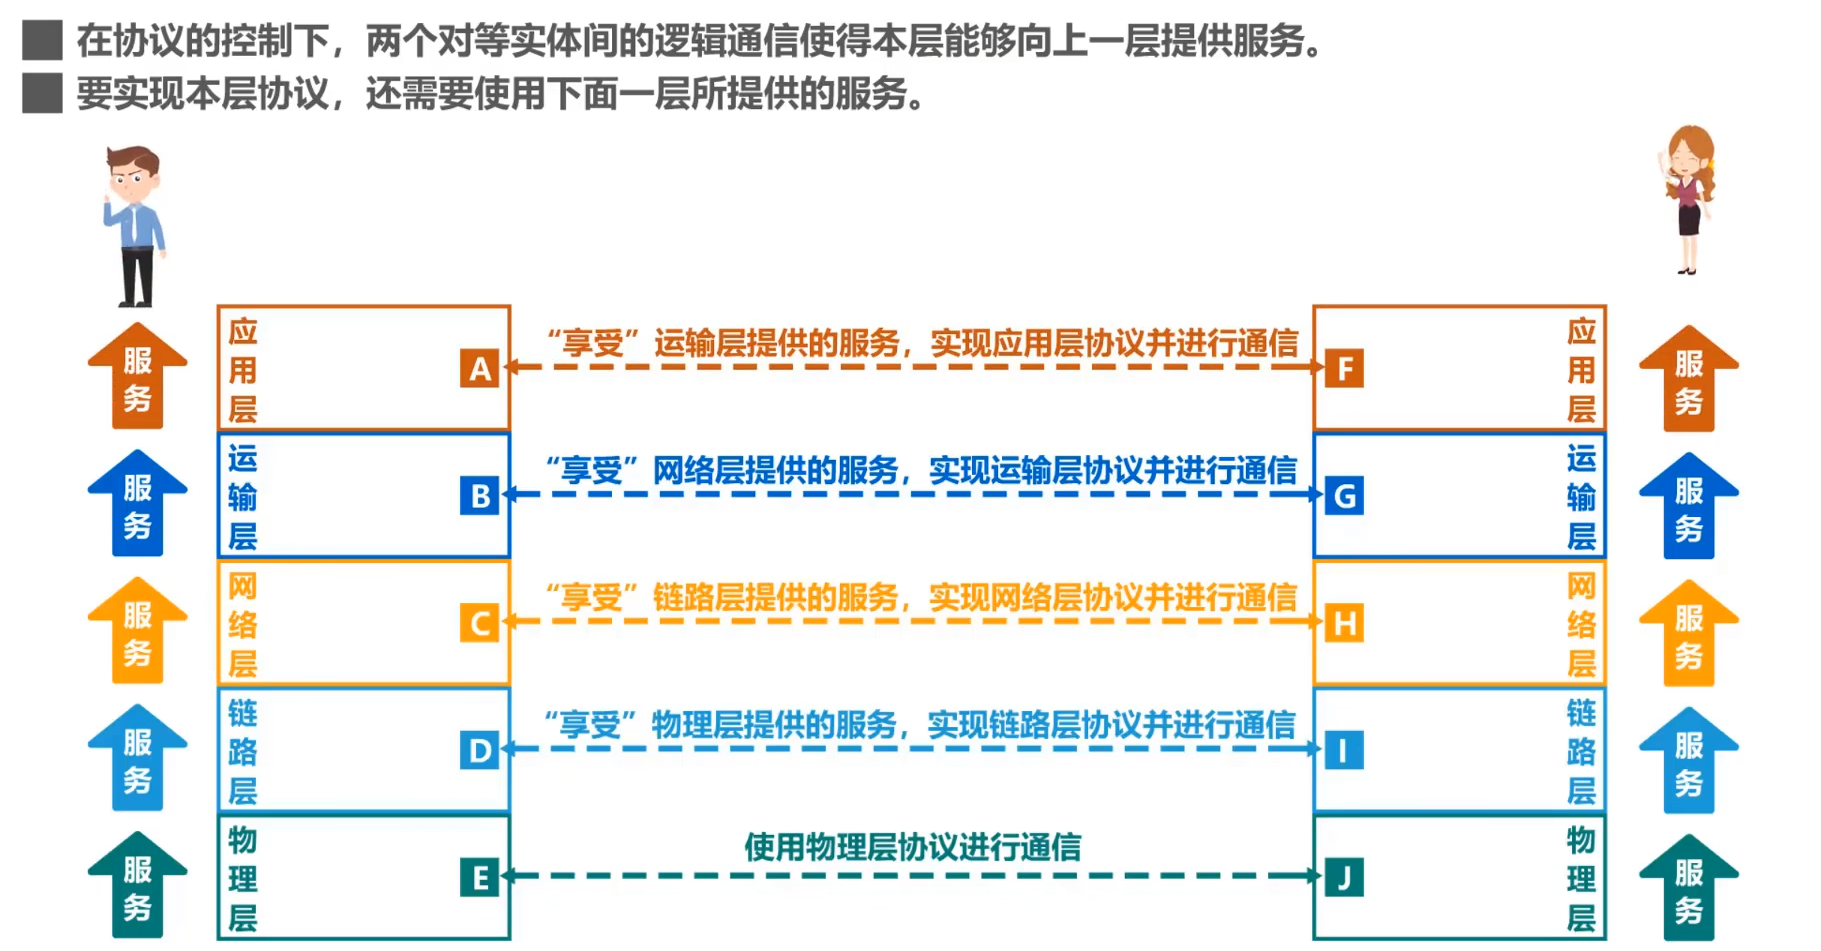 在协议的控制下，两个对等实体间的逻辑通信使得本层能够向上一层提供服务。
要实现本层协议，还需要使用下面一层所提供的服务。
服务
应用层
A
“享受”运输层提供的服务，实现应用层协议并进行通信
F
应用层
服务
服务
运输层
B
“享受”网络层提供的服务，实现运输层协议并进行通信
G
运输层
服务
服务
网络层
C
“享受”链路层提供的服务，实现网络层协议并进行通信
H
网络层
服务
服务
链路层
D
“享受”物理层提供的服务，实现链路层协议并进行通信
I
链路层
服务
服务
物理层
E
使用物理层协议进行通信
J
物理层
服务